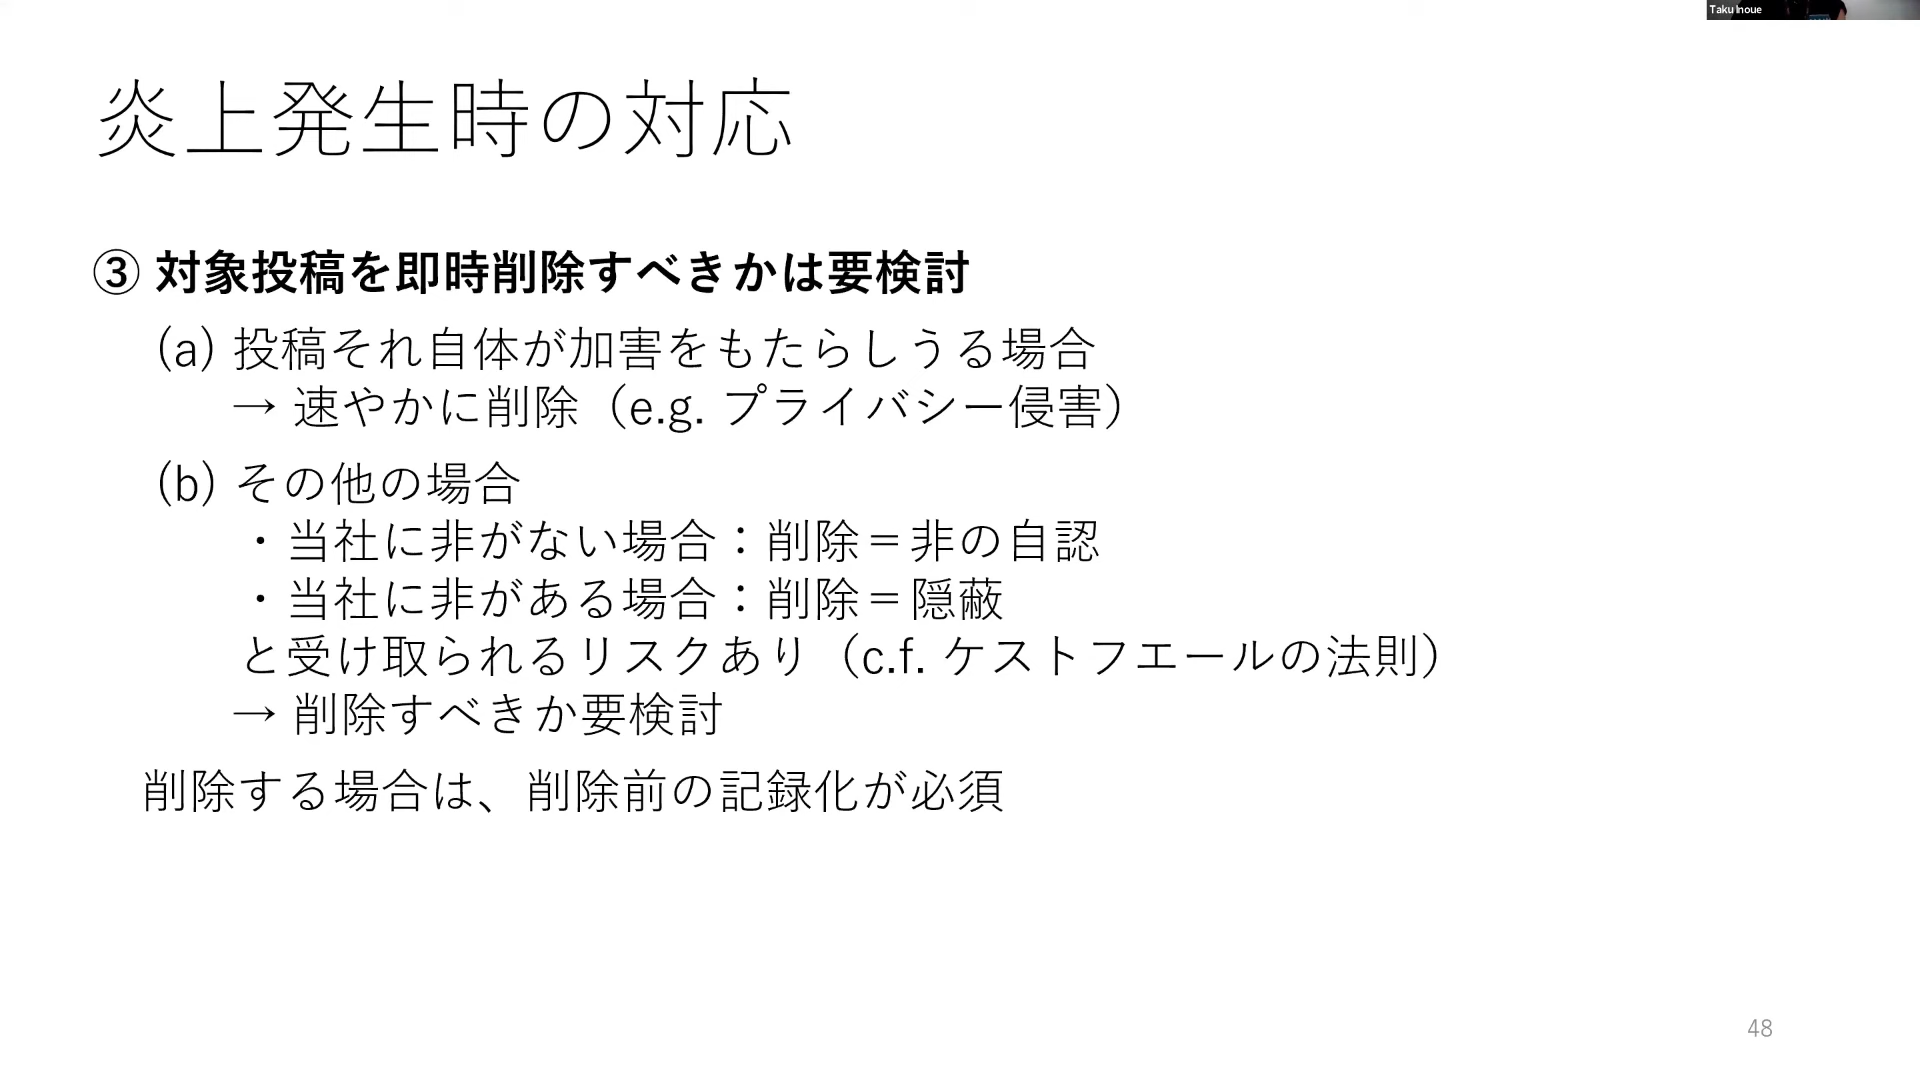 Taku Inoue
炎上発生時の対応
③ 対象投稿を即時削除すべきかは要検討
(a) 投稿それ自体が加害をもたらしうる場合
→ 速やかに削除（e.g. プライバシー侵害）
(b) その他の場合
・当社に非がない場合：削除＝非の自認
・当社に非がある場合：削除＝隠蔽
と受け取られるリスクあり（c.f. ケストフエールの法則）
→ 削除すべきか要検討
削除する場合は、削除前の記録化が必須
48